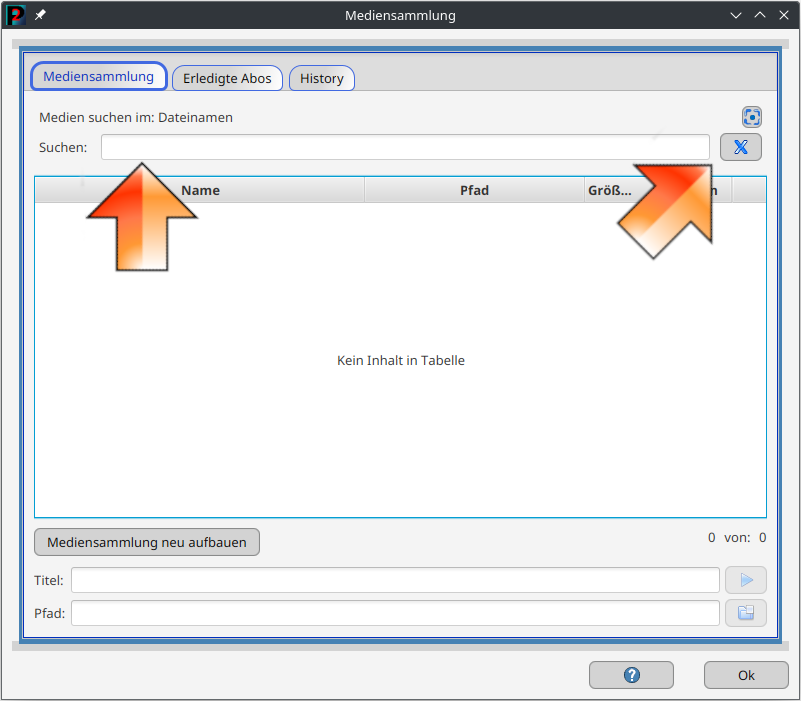 Mediensammlung
Mediensammlung Erledigte Abos History
Medien suchen im: Dateinamen
Suchen:
Name Pfad Größ...
Kein Inhalt in Tabelle
Mediensammlung neu aufbauen 0 von: 0
Titel:
Pfad:
Ok